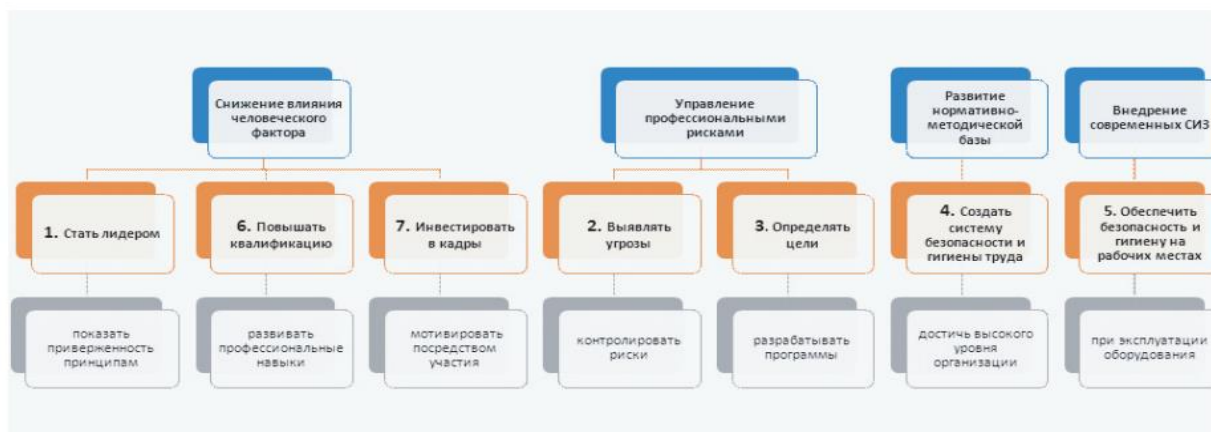 Снижение влияния
человеческого
фактора
Управление
профессиональными
рисками
Развитие
нормативно-
методической
базы
Внедрение
современных СИЗ
1. Стать лидером
6. Повышать
квалификацию
7. Инвестировать
в кадры
2. Выявлять
угрозы
3. Определять
цели
4. Создать
систему
безопасности и
гигиены труда
5. Обеспечить
безопасность и
гигиену на
рабочих местах
показать
приверженность
принципам
развивать
профессиональные
навыки
мотивировать
посредством
участия
контролировать
риски
разрабатывать
программы
достичь высокого
уровня
организации
при эксплуатации
оборудования